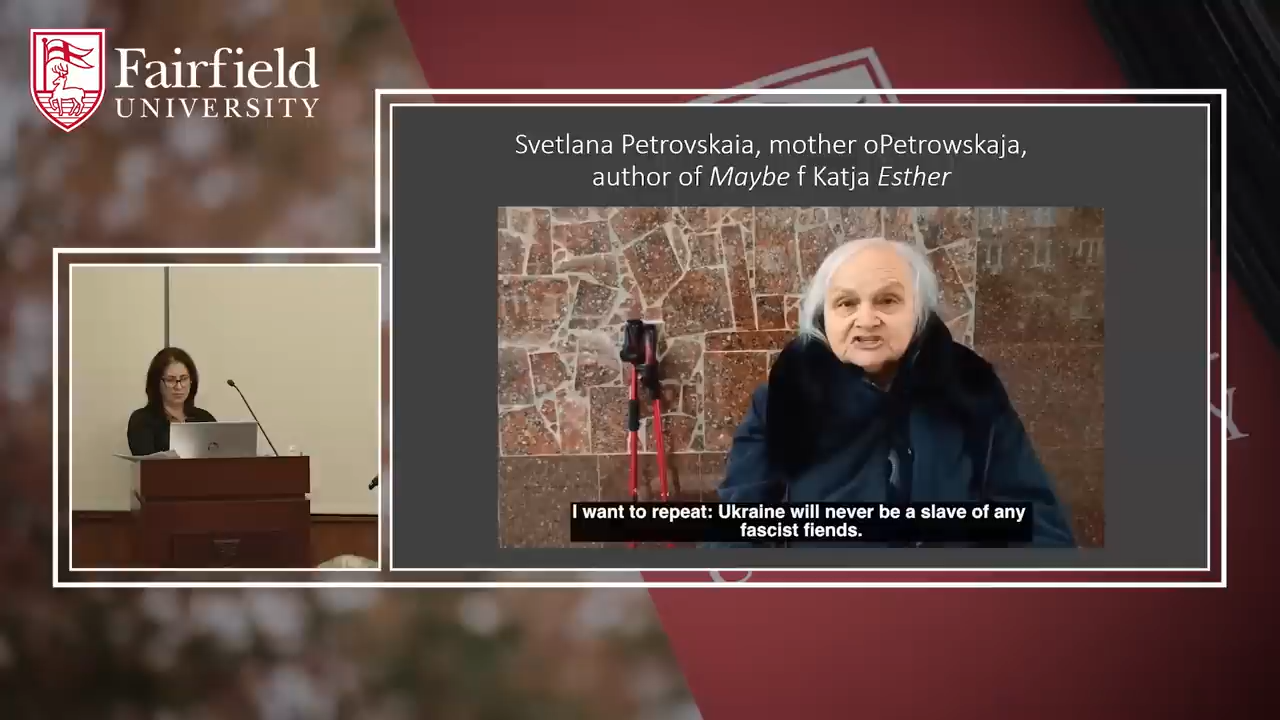 Fairfield
UNIVERSITY
Svetlana Petrovskaia, mother oPetrowskaja,
author of Maybe f Katja Esther
I want to repeat: Ukraine will never be a slave of any
fascist fiends.